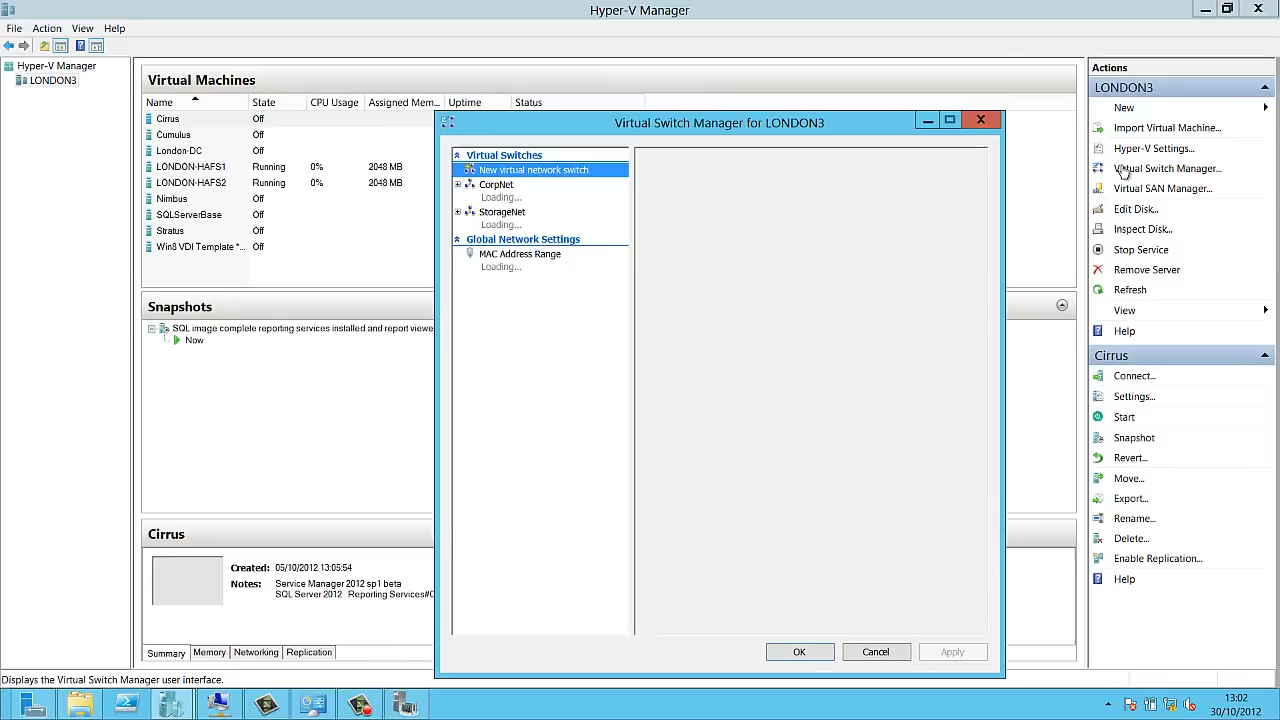 Hyper-V Manager
File Action View Help
Hyper-V Manager
LONDON3
Virtual Machines
Name State CPU Usage Assigned Mem... Uptime Status
Cirrus Off
Cumulus Off
London-DC Off
LONDON-HAFS1 Running 0% 2048 MB
LONDON-HAFS2 Running 0% 2048 MB
Nimbus Off
SQLServerBase Off
Stratus Off
Win8 VDI Template *... Off
Snapshots
SQL image complete reporting services installed and report viewe
Now
Cirrus
Created: 05/10/2012 13:05:54
Notes: Service Manager 2012 sp1 beta
SQL Server 2012 Reporting Services#C
Summary Memory Networking Replication
Displays the Virtual Switch Manager user interface.
Virtual Switch Manager for LONDON3
Virtual Switches
New virtual network switch
CorpNet
Loading...
StorageNet
Loading...
Global Network Settings
MAC Address Range
Loading...
OK Cancel Apply
Actions
LONDON3
New
Import Virtual Machine...
Hyper-V Settings...
Virtual Switch Manager...
Virtual SAN Manager...
Edit Disk...
Inspect Disk...
Stop Service
Remove Server
Refresh
View
Help
Cirrus
Connect...
Settings...
Start
Snapshot
Revert...
Move...
Export...
Rename...
Delete...
Enable Replication...
Help
13:02
30/10/2012